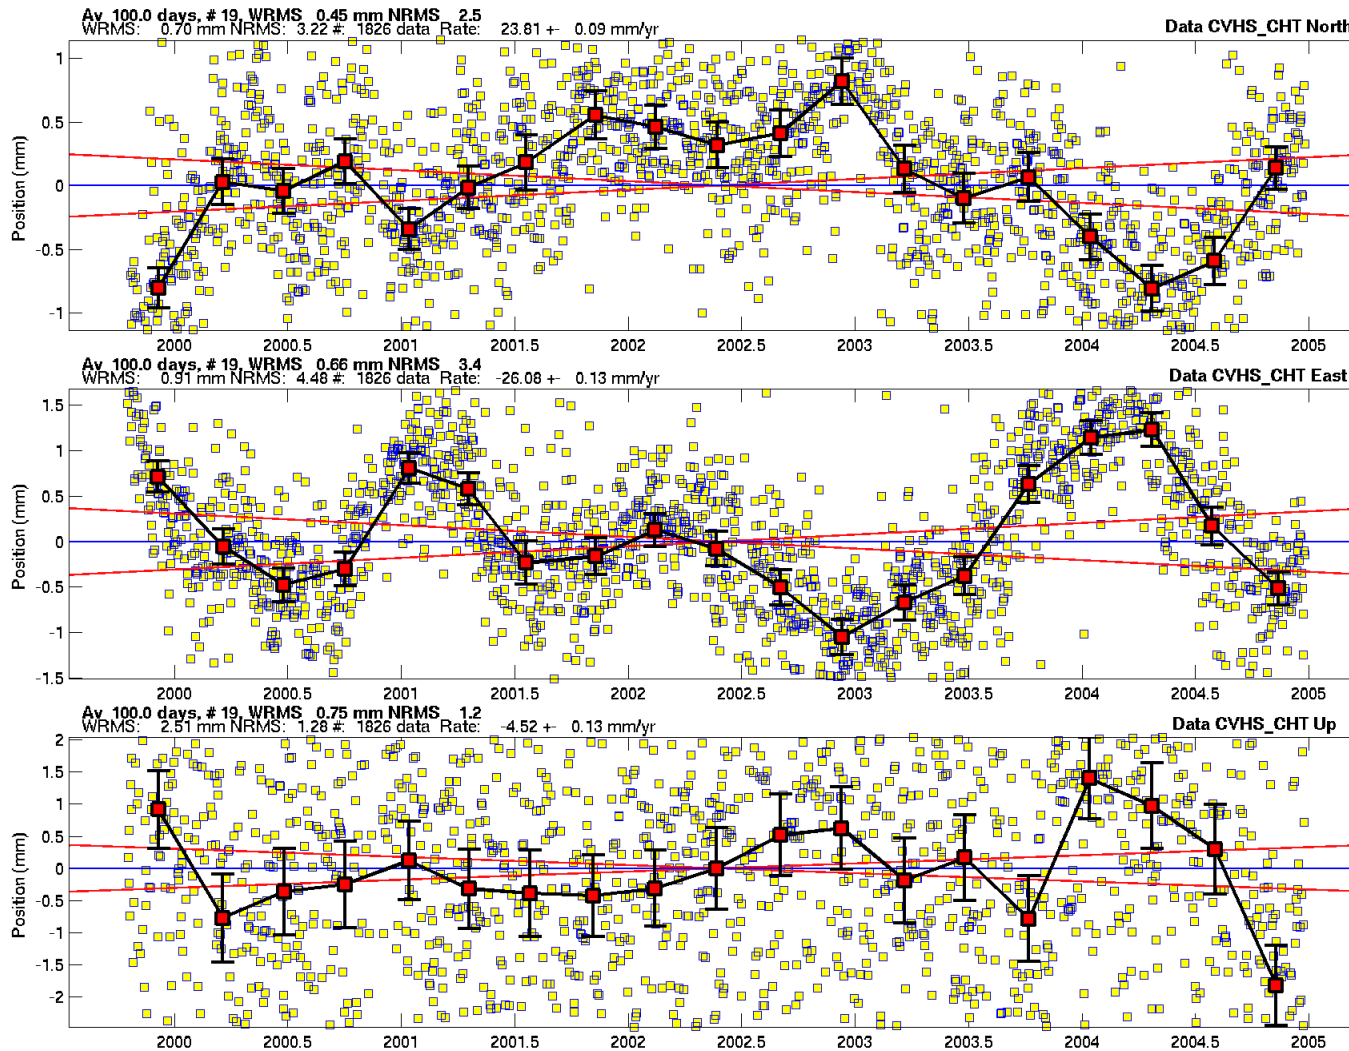 Av 100.0 days, # 19, WRMS 0.45 mm NRMS 2.5
WRMS: 0.70 mm NRMS: 3.22 #: 1826 data Rate: 23.81 +- 0.09 mm/yr
Data CVHS_CHT North
1
0.5
0
-0.5
-1
Position (mm)
2000 2000.5 2001 2001.5 2002 2002.5 2003 2003.5 2004 2004.5 2005
Av 100.0 days, # 19, WRMS 0.66 mm NRMS 3.4
WRMS: 0.91 mm NRMS: 4.48 #: 1826 data Rate: -26.08 +- 0.13 mm/yr
Data CVHS_CHT East
1.5
1
0.5
0
-0.5
-1
-1.5
Position (mm)
2000 2000.5 2001 2001.5 2002 2002.5 2003 2003.5 2004 2004.5 2005
Av 100.0 days, # 19, WRMS 0.75 mm NRMS 1.2
WRMS: 2.51 mm NRMS: 1.28 #: 1826 data Rate: -4.52 +- 0.13 mm/yr
Data CVHS_CHT Up
2
1.5
1
0.5
0
-0.5
-1
-1.5
-2
Position (mm)
2000 2000.5 2001 2001.5 2002 2002.5 2003 2003.5 2004 2004.5 2005